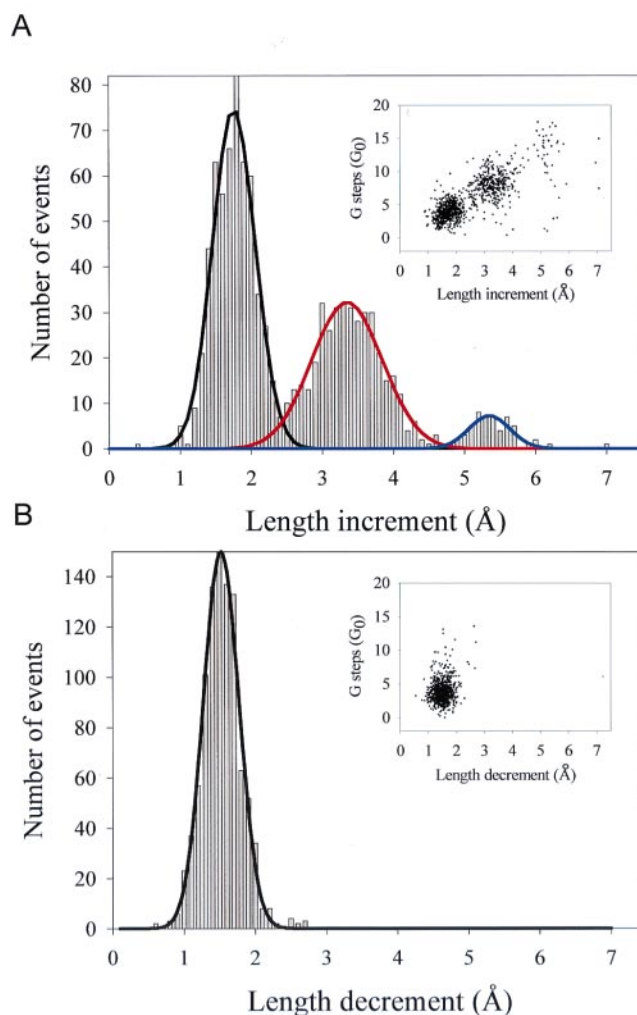 A
80
70
60
50
40
30
20
10
0
Number of events
0 1 2 3 4 5 6 7
Length increment (Å)
20
15
10
5
0
G steps (G0)
0 1 2 3 4 5 6 7
Length increment (Å)
B
140
120
100
80
60
40
20
0
Number of events
0 1 2 3 4 5 6 7
Length decrement (Å)
20
15
10
5
0
G steps (G0)
0 1 2 3 4 5 6 7
Length decrement (Å)